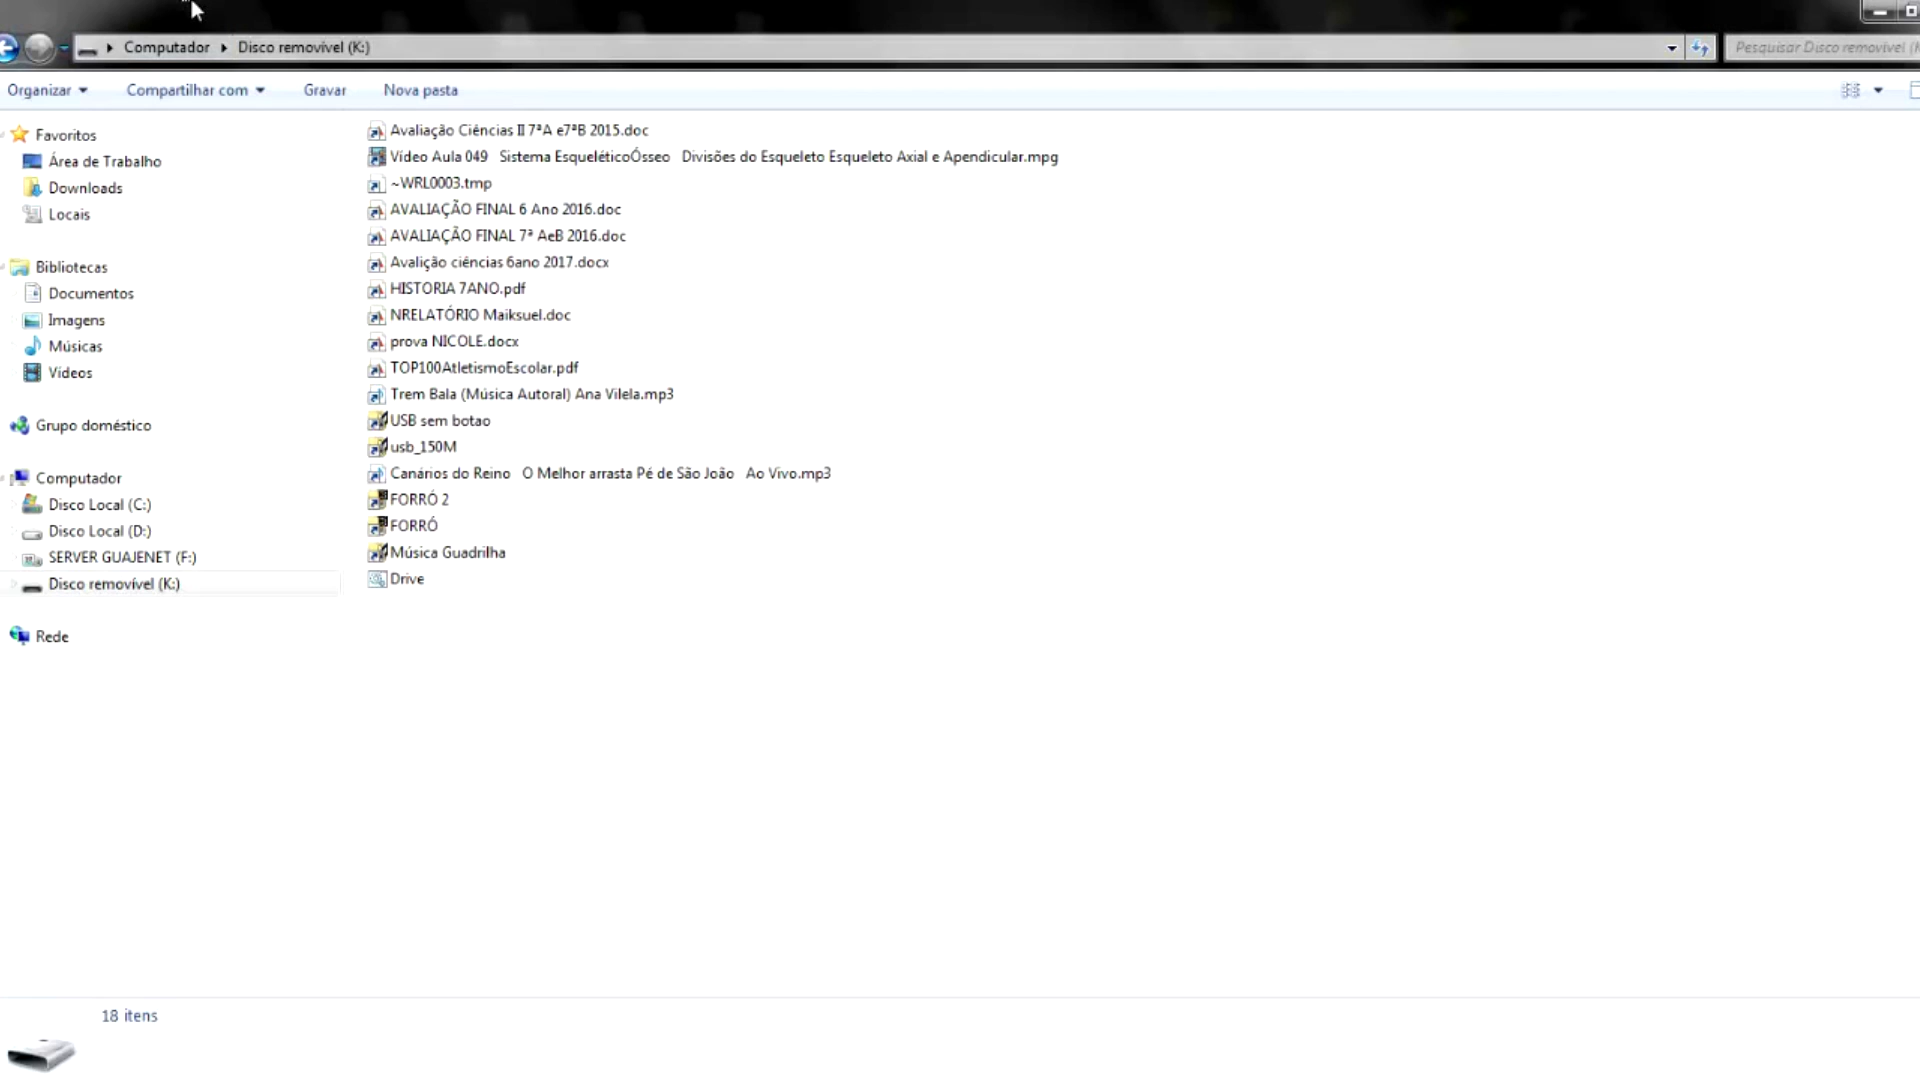 Computador Disco removível (K:)
Pesquisar Disco removível (
Organizar Compartilhar com Gravar Nova pasta
Favoritos
Área de Trabalho
Downloads
Locais
Bibliotecas
Documentos
Imagens
Músicas
Vídeos
Grupo doméstico
Computador
Disco Local (C:)
Disco Local (D:)
SERVER GUAJENET (F:)
Disco removível (K:)
Rede
Avaliação Ciências II 7ªA e7ªB 2015.doc
Vídeo Aula 049 Sistema EsqueléticoÓsseo Divisões do Esqueleto Esqueleto Axial e Apendicular.mpg
~WRL0003.tmp
AVALIAÇÃO FINAL 6 Ano 2016.doc
AVALIAÇÃO FINAL 7ª AeB 2016.doc
Avalição ciências 6ano 2017.docx
HISTORIA 7ANO.pdf
NRELATÓRIO Maiksuel.doc
prova NICOLE.docx
TOP100AtletismoEscolar.pdf
Trem Bala (Música Autoral) Ana Vilela.mp3
USB sem botao
usb_150M
Canários do Reino O Melhor arrasta Pé de São João Ao Vivo.mp3
FORRÓ 2
FORRÓ
Música Guadrilha
Drive
18 itens